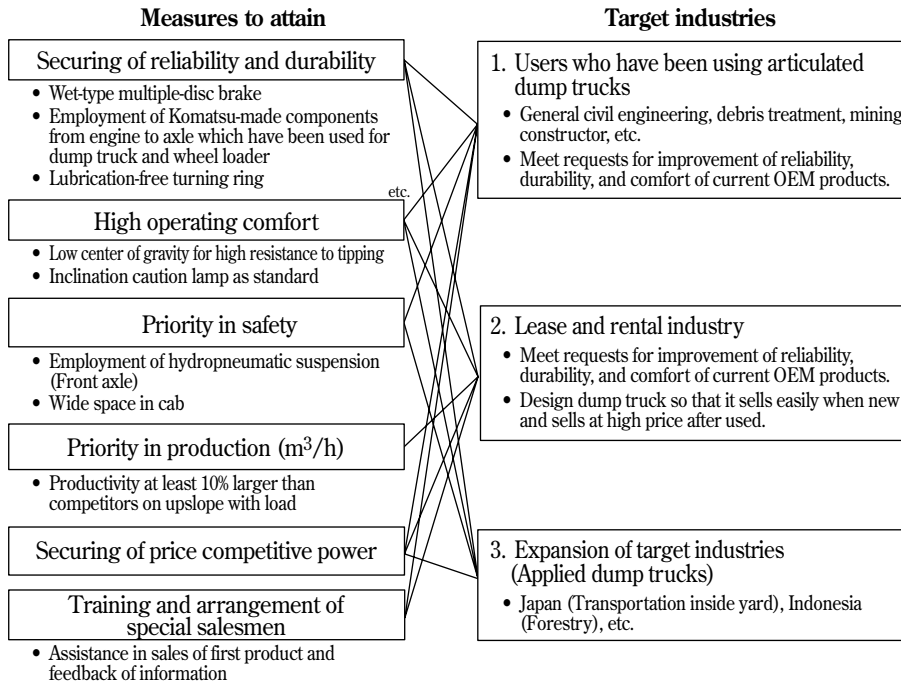 Measures to attain
Securing of reliability and durability
• Wet-type multiple-disc brake
• Employment of Komatsu-made components
from engine to axle which have been used for
dump truck and wheel loader
• Lubrication-free turning ring
etc.
High operating comfort
• Low center of gravity for high resistance to tipping
• Inclination caution lamp as standard
Priority in safety
• Employment of hydropneumatic suspension
(Front axle)
• Wide space in cab
Priority in production (m³/h)
• Productivity at least 10% larger than
competitors on upslope with load
Securing of price competitive power
Training and arrangement of
special salesmen
• Assistance in sales of first product and
feedback of information
Target industries
1. Users who have been using articulated
dump trucks
• General civil engineering, debris treatment, mining
constructor, etc.
• Meet requests for improvement of reliability,
durability, and comfort of current OEM products.
2. Lease and rental industry
• Meet requests for improvement of reliability,
durability, and comfort of current OEM products.
• Design dump truck so that it sells easily when new
and sells at high price after used.
3. Expansion of target industries
(Applied dump trucks)
• Japan (Transportation inside yard), Indonesia
(Forestry), etc.